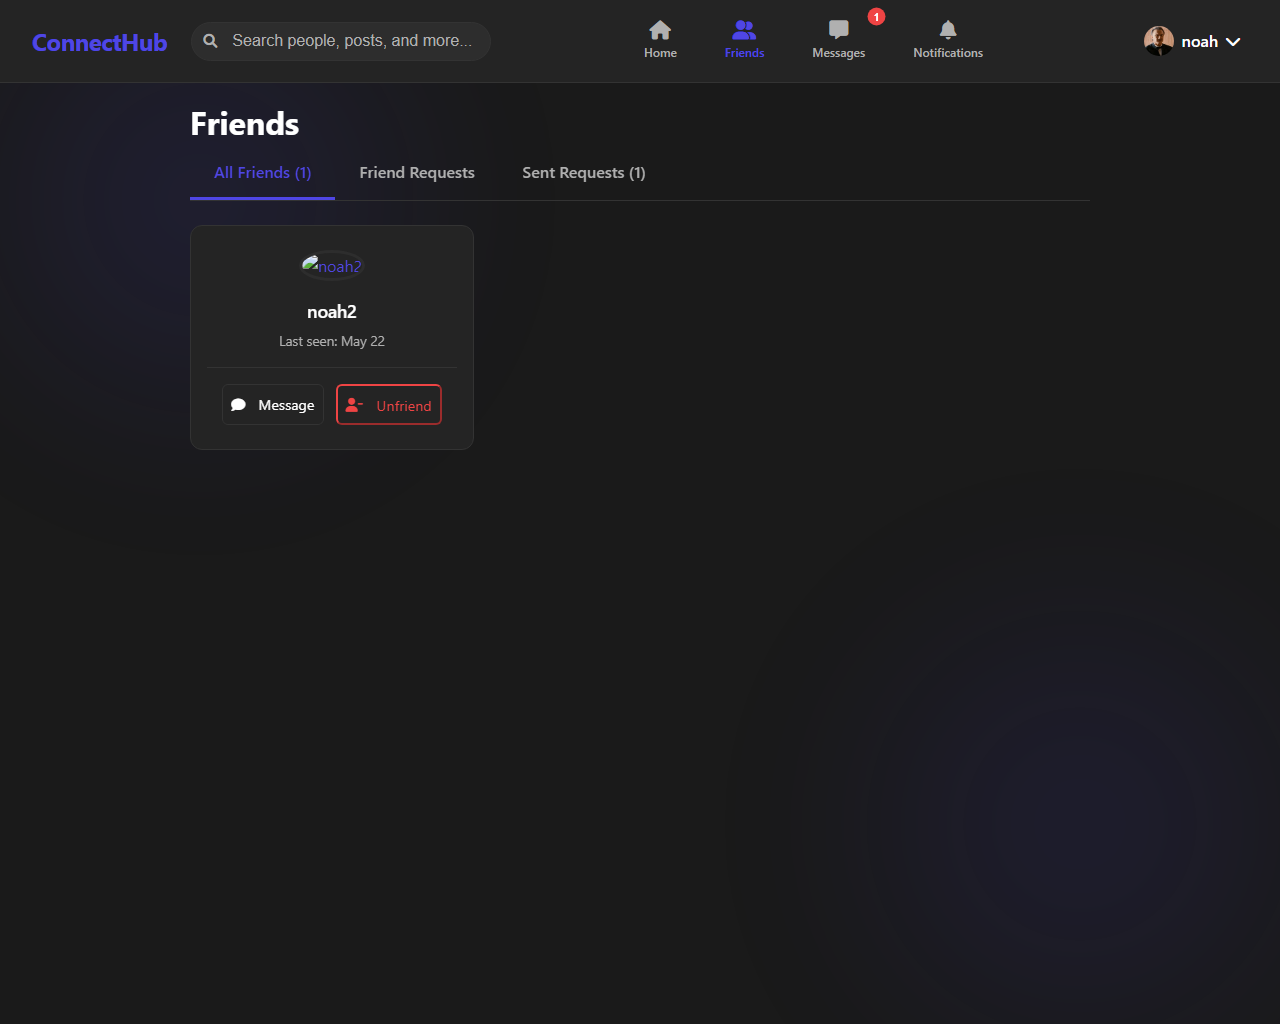 ConnectHub
Search people, posts, and more...
Home
Friends
1
Messages
Notifications
noah
Friends
All Friends (1)
Friend Requests
Sent Requests (1)
noah2
noah2
Last seen: May 22
Message
Unfriend